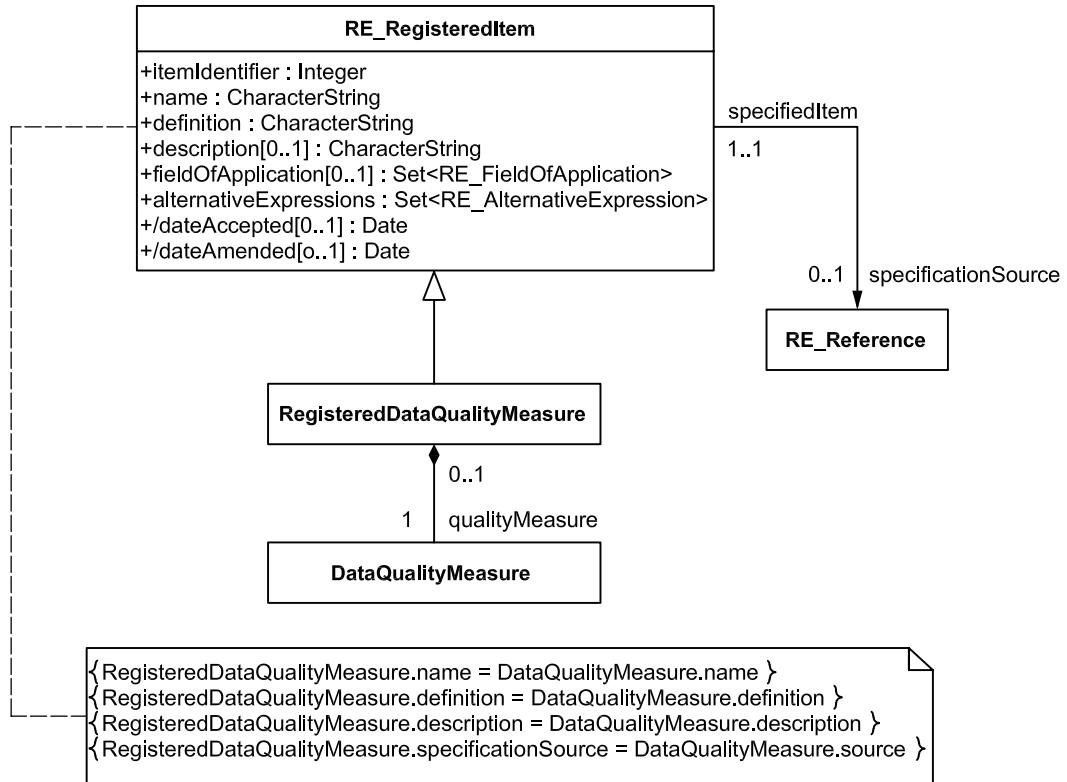 RE_RegisteredItem
+itemIdentifier : Integer
+name : CharacterString
+definition : CharacterString
+description[0..1] : CharacterString
+fieldOfApplication[0..1] : Set<RE_FieldOfApplication>
+alternativeExpressions : Set<RE_AlternativeExpression>
+/dateAccepted[0..1] : Date
+/dateAmended[o..1] : Date
specifiedItem
1..1
0..1 specificationSource
RE_Reference
RegisteredDataQualityMeasure
0..1
1 qualityMeasure
DataQualityMeasure
{RegisteredDataQualityMeasure.name = DataQualityMeasure.name }
{RegisteredDataQualityMeasure.definition = DataQualityMeasure.definition }
{RegisteredDataQualityMeasure.description = DataQualityMeasure.description }
{RegisteredDataQualityMeasure.specificationSource = DataQualityMeasure.source }